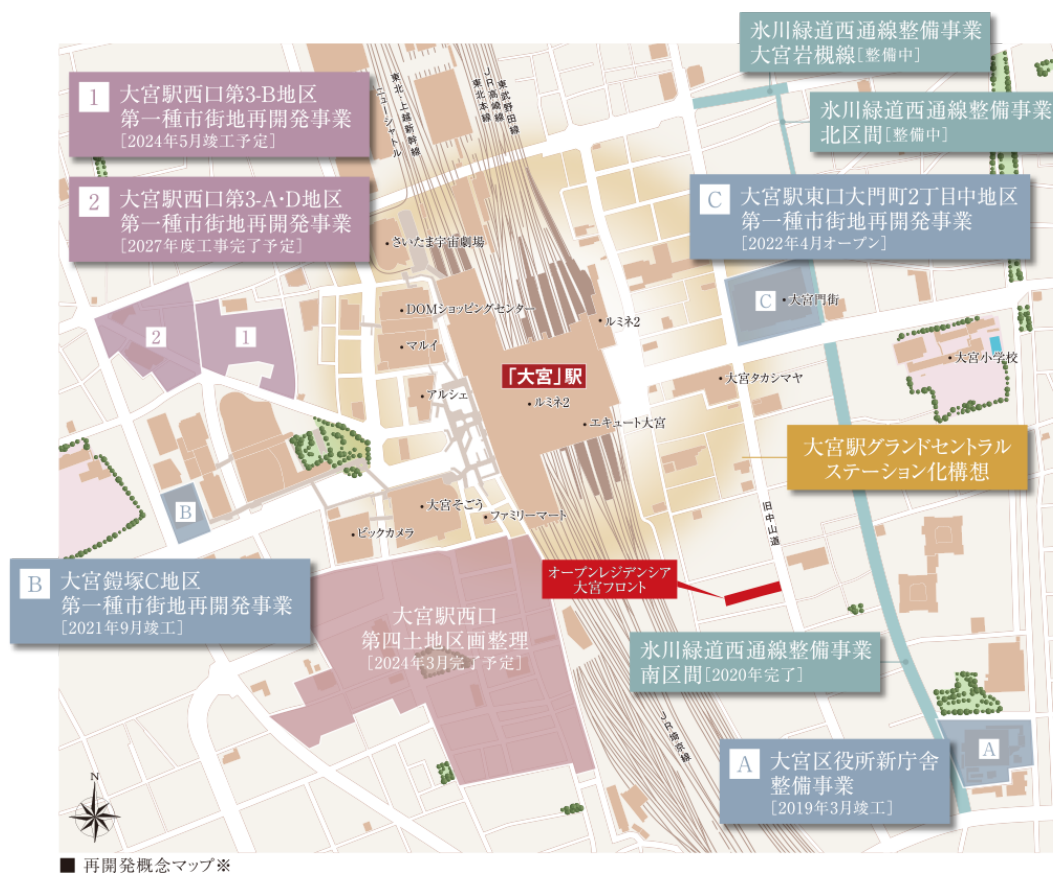 氷川緑道西通線整備事業
大宮岩槻線[整備中]
氷川緑道西通線整備事業
北区間[整備中]
1
大宮駅西口第3-B地区
第一種市街地再開発事業
[2024年5月竣工予定]
2
大宮駅西口第3-A・D地区
第一種市街地再開発事業
[2027年度工事完了予定]
ニューシャトル
東北・上越新幹線
東北本線
JR高崎線
東武野田線
C
大宮駅東口大門町2丁目中地区
第一種市街地再開発事業
[2022年4月オープン]
さいたま宇宙劇場
DOMショッピングセンター
マルイ
アルシェ
ルミネ2
C
大宮門街
2
1
「大宮」駅
ルミネ2
エキュート大宮
大宮タカシマヤ
大宮小学校
大宮駅グランドセントラル
ステーション化構想
旧中山道
B
大宮そごう
ファミリーマート
ビックカメラ
B
大宮鎧塚C地区
第一種市街地再開発事業
[2021年9月竣工]
オープンレジデンシア
大宮フロント
大宮駅西口
第四土地区画整理
[2024年3月完了予定]
氷川緑道西通線整備事業
南区間[2020年完了]
JR埼京線
A
大宮区役所新庁舎
整備事業
[2019年3月竣工]
A
N
■ 再開発概念マップ※